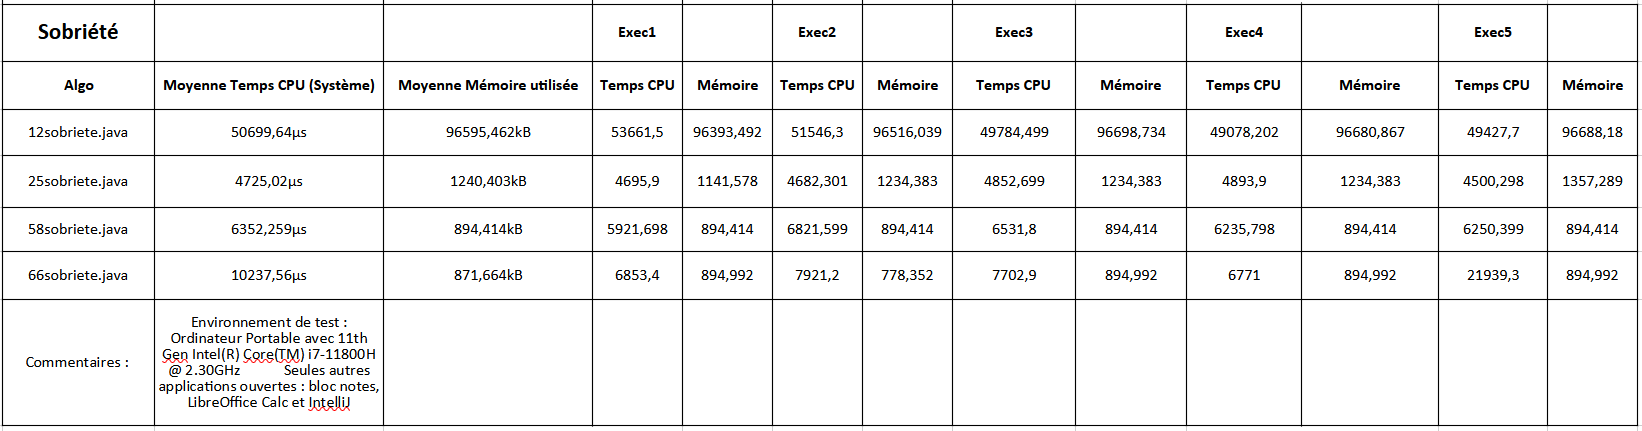 Sobriété Exec1 Exec2 Exec3 Exec4 Exec5
Algo Moyenne Temps CPU (Système) Moyenne Mémoire utilisée Temps CPU Mémoire Temps CPU Mémoire Temps CPU Mémoire Temps CPU Mémoire Temps CPU Mémoire
12sobriete.java 50699,64µs 96595,462kB 53661,5 96393,492 51546,3 96516,039 49784,499 96698,734 49078,202 96680,867 49427,7 96688,18
25sobriete.java 4725,02µs 1240,403kB 4695,9 1141,578 4682,301 1234,383 4852,699 1234,383 4893,9 1234,383 4500,298 1357,289
58sobriete.java 6352,259µs 894,414kB 5921,698 894,414 6821,599 894,414 6531,8 894,414 6235,798 894,414 6250,399 894,414
66sobriete.java 10237,56µs 871,664kB 6853,4 894,992 7921,2 778,352 7702,9 894,992 6771 894,992 21939,3 894,992
Commentaires :
Environnement de test :
Ordinateur Portable avec 11th
Gen Intel(R) Core(TM) i7-11800H
@ 2.30GHz Seules autres
applications ouvertes : bloc notes,
LibreOffice Calc et IntelliJ